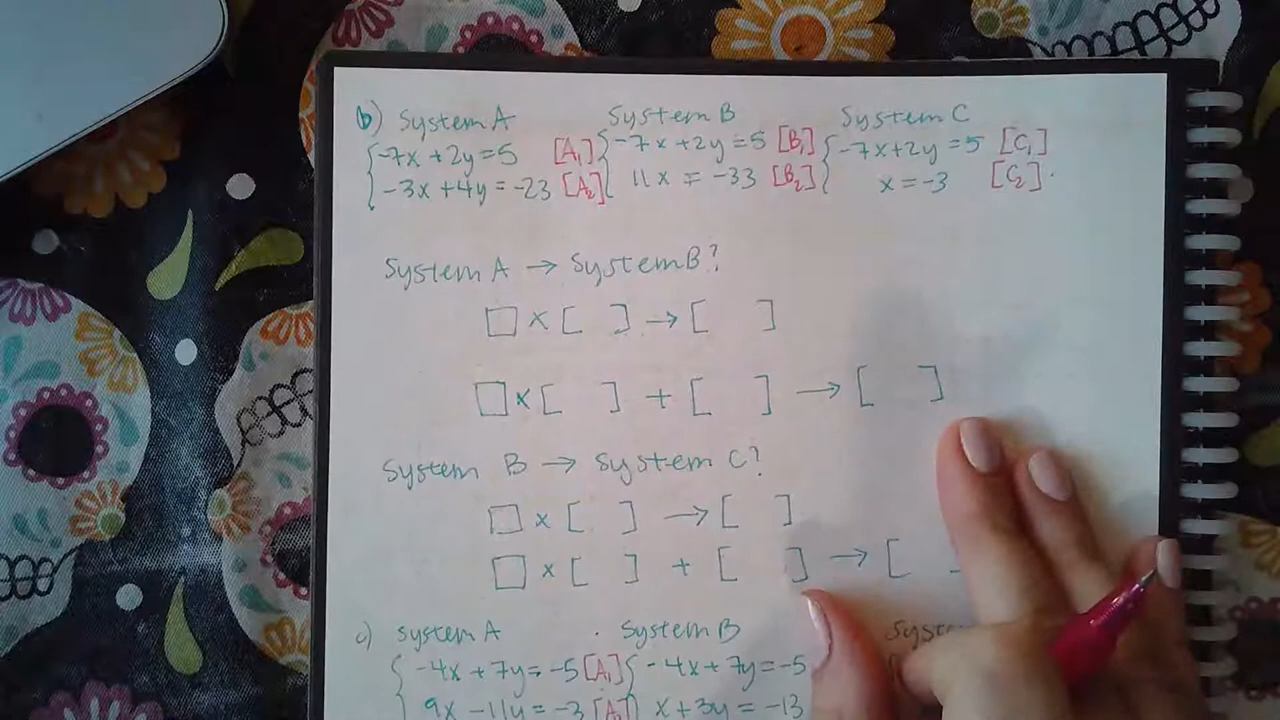 b) System A System B System C
-7x + 2y = 5 [A1] -7x + 2y = 5 [B1] -7x + 2y = 5 [C1]
-3x + 4y = -23 [A2] 11x = -33 [B2] x = -3 [C2].
System A → System B?
□ × [ ] → [ ]
□ × [ ] + [ ] → [ ]
System B → System C?
□ × [ ] → [ ]
□ × [ ] + [ ] → [
c) System A System B
-4x + 7y = -5 [A1] -4x + 7y = -5
9x - 11y = -3 x + 3y = -13